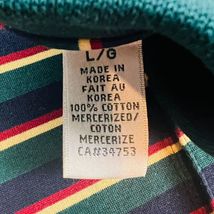 L/G
MADE IN
KOREA
FAIT AU
KOREA
100% COTTON
MERCERIZED/
COTON
MERCERIZE
CA#34753